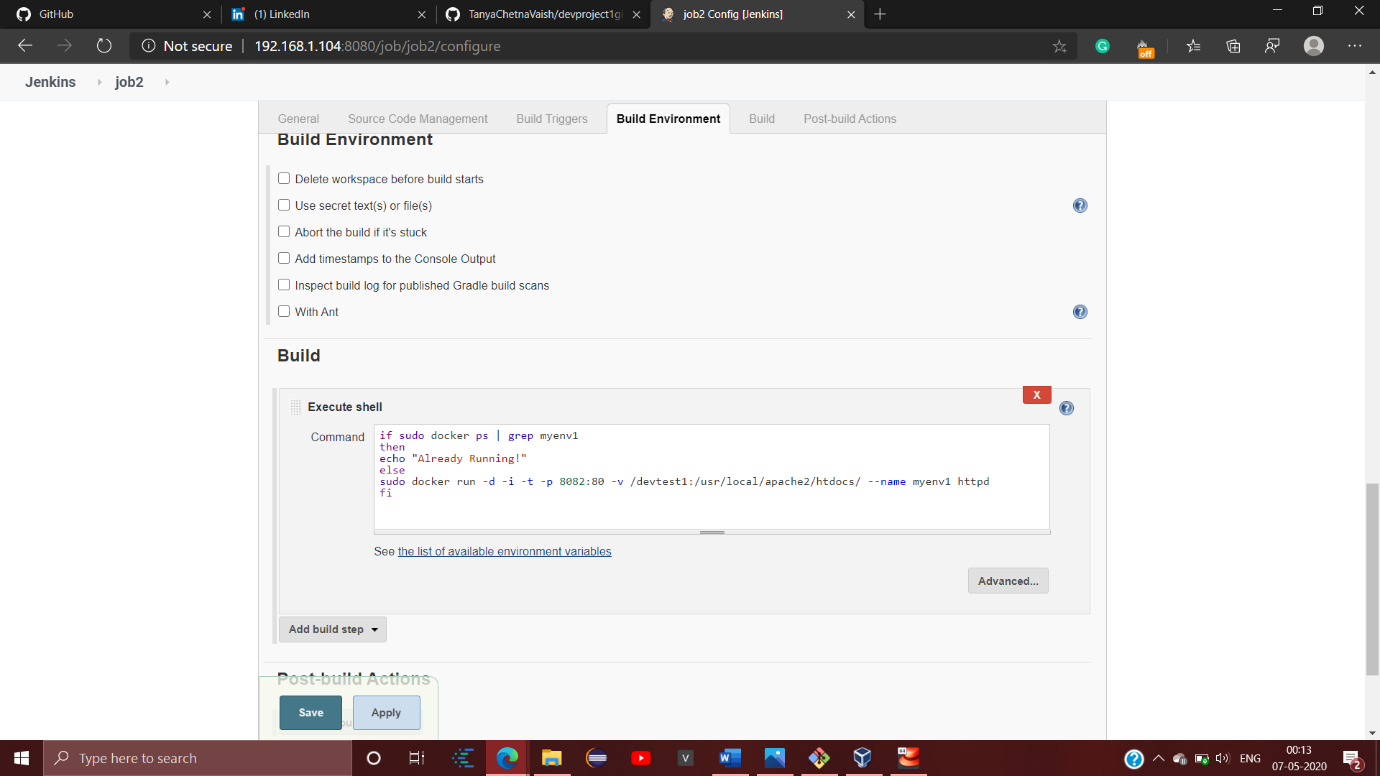 GitHub
in (1) LinkedIn
TanyaChetnaVaish/devproject1gi
job2 Config [Jenkins]
Not secure | 192.168.1.104:8080/job/job2/configure
off
Jenkins job2
General Source Code Management Build Triggers Build Environment Build Post-build Actions
Build Environment
Delete workspace before build starts
Use secret text(s) or file(s)
Abort the build if it's stuck
Add timestamps to the Console Output
Inspect build log for published Gradle build scans
With Ant
Build
X
Execute shell
Command
if sudo docker ps | grep myenv1
then
echo "Already Running!"
else
sudo docker run -d -i -t -p 8082:80 -v /devtest1:/usr/local/apache2/htdocs/ --name myenv1 httpd
fi
See the list of available environment variables
Advanced...
Add build step
Post-build Actions
Save Apply
Type here to search
ENG
00:13
07-05-2020
2